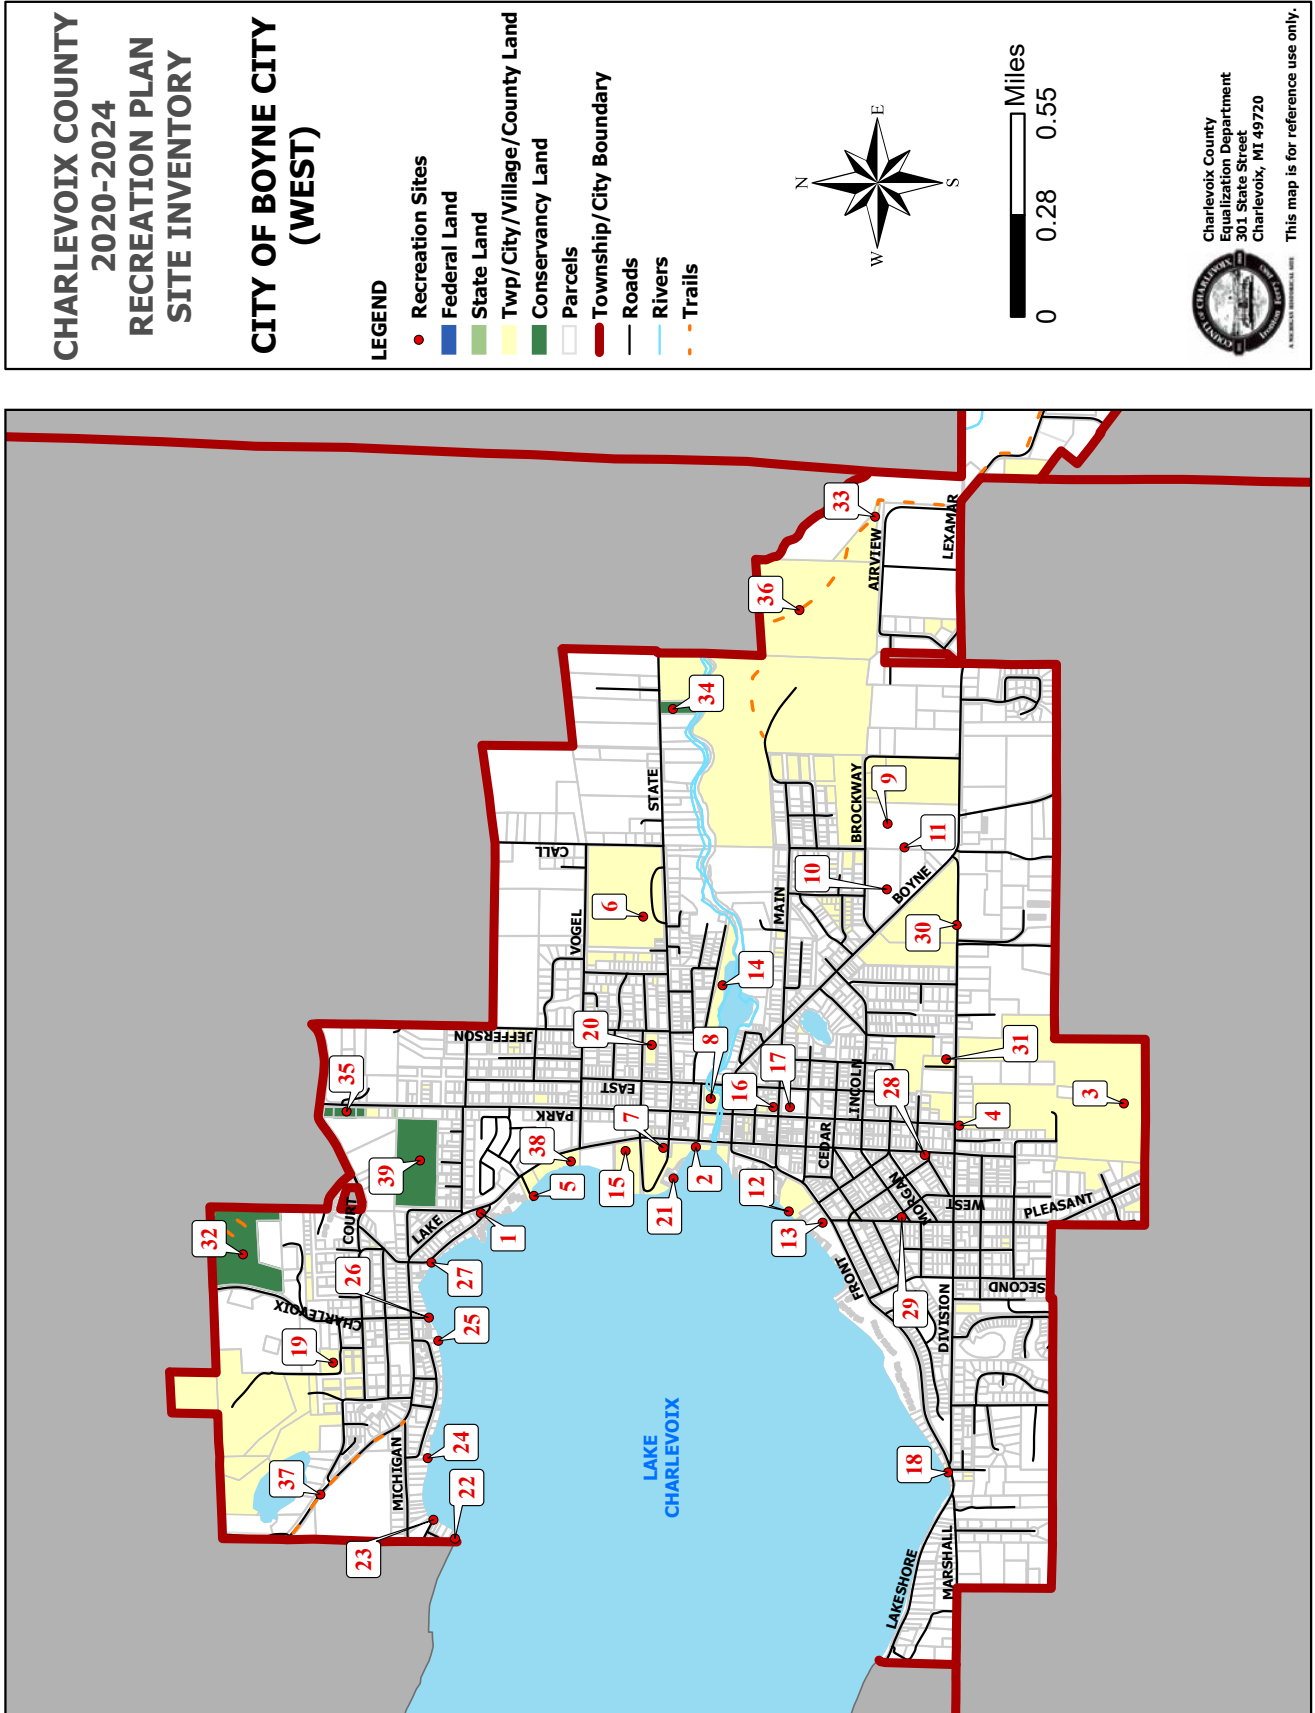 CHARLEVOIX COUNTY
2020-2024
RECREATION PLAN
SITE INVENTORY
CITY OF BOYNE CITY
(WEST)
LEGEND
Recreation Sites
Federal Land
State Land
Twp/City/Village/County Land
Conservancy Land
Parcels
Township/City Boundary
Roads
Rivers
Trails
N
W
E
S
Miles
0
0.28
0.55
COUNTY OF CHARLEVOIX
A MICHIGAN HISTORICAL SITE
Charlevoix County
Equalization Department
301 State Street
Charlevoix, MI 49720
This map is for reference use only.
32
35
19
26
COURT
CHARLEVOIX
37
39
23
MICHIGAN
LAKE
27
25
24
22
1
JEFFERSON
CALL
38
PARK
5
VOGEL
20
EAST
6
STATE
15
7
21
2
8
34
14
LAKE
CHARLEVOIX
12
13
16
17
MAIN
36
33
10
CEDAR
LINCOLN
BROCKWAY
AIRVIEW
9
28
BOYNE
11
FRONT
MORGAN
29
30
LEXAMAR
18
DIVISION
WEST
31
4
LAKESHORE
MARSHALL
SECOND
PLEASANT
3